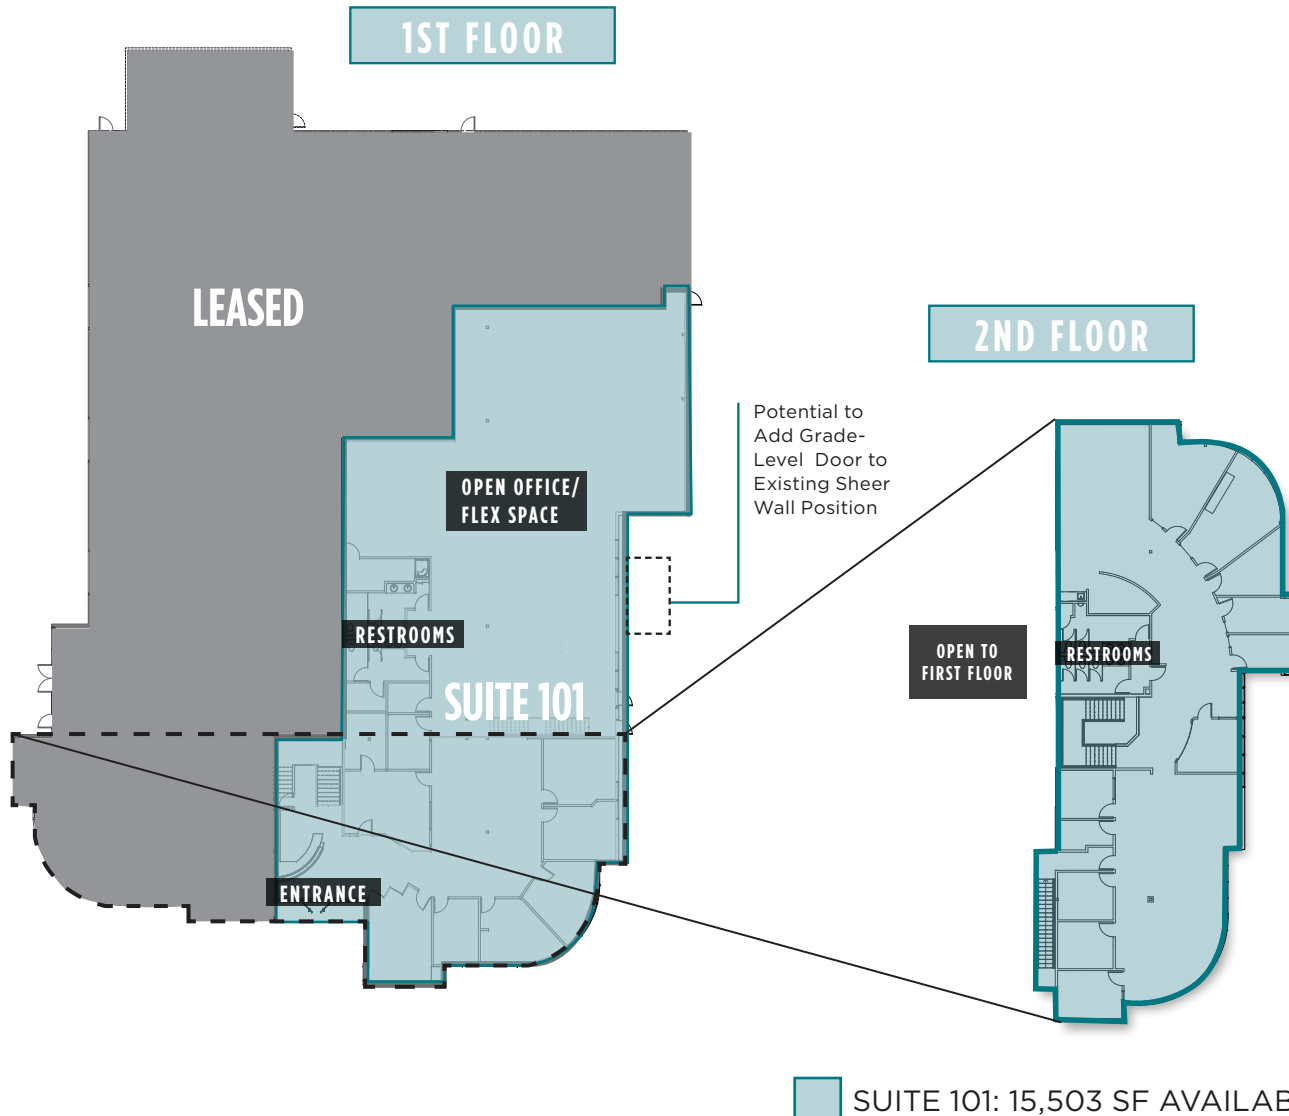 1ST FLOOR
LEASED
2ND FLOOR
Potential to
Add Grade-
Level Door to
Existing Sheer
Wall Position
OPEN OFFICE/
FLEX SPACE
RESTROOMS
OPEN TO
FIRST FLOOR
RESTROOMS
SUITE 101
ENTRANCE
SUITE 101: 15,503 SF AVAILAB